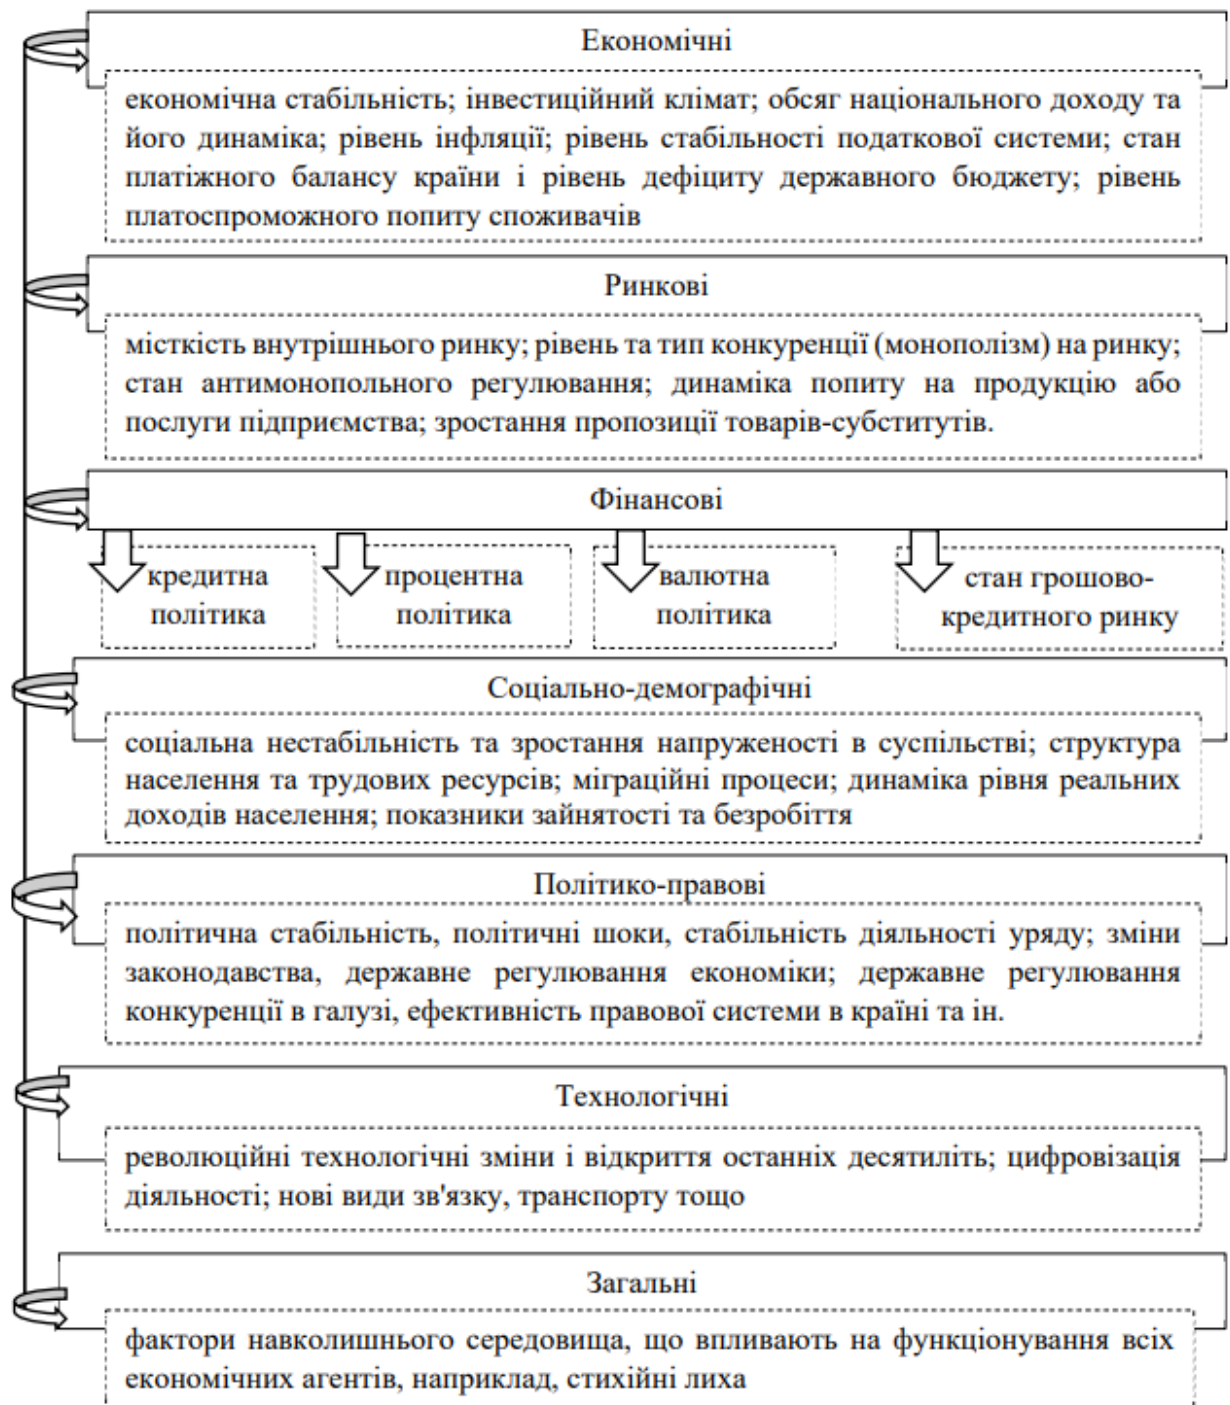 Економічні
економічна стабільність; інвестиційний клімат; обсяг національного доходу та
його динаміка; рівень інфляції; рівень стабільності податкової системи; стан
платіжного балансу країни і рівень дефіциту державного бюджету; рівень
платоспроможного попиту споживачів
Ринкові
місткість внутрішнього ринку; рівень та тип конкуренції (монополізм) на ринку;
стан антимонопольного регулювання; динаміка попиту на продукцію або
послуги підприємства; зростання пропозиції товарів-субститутів.
Фінансові
кредитна
політика
процентна
політика
валютна
політика
стан грошово-
кредитного ринку
Соціально-демографічні
соціальна нестабільність та зростання напруженості в суспільстві; структура
населення та трудових ресурсів; міграційні процеси; динаміка рівня реальних
доходів населення; показники зайнятості та безробіття
Політико-правові
політична стабільність, політичні шоки, стабільність діяльності уряду; зміни
законодавства, державне регулювання економіки; державне регулювання
конкуренції в галузі, ефективність правової системи в країні та ін.
Технологічні
революційні технологічні зміни і відкриття останніх десятиліть; цифровізація
діяльності; нові види зв'язку, транспорту тощо
Загальні
фактори навколишнього середовища, що впливають на функціонування всіх
економічних агентів, наприклад, стихійні лиха